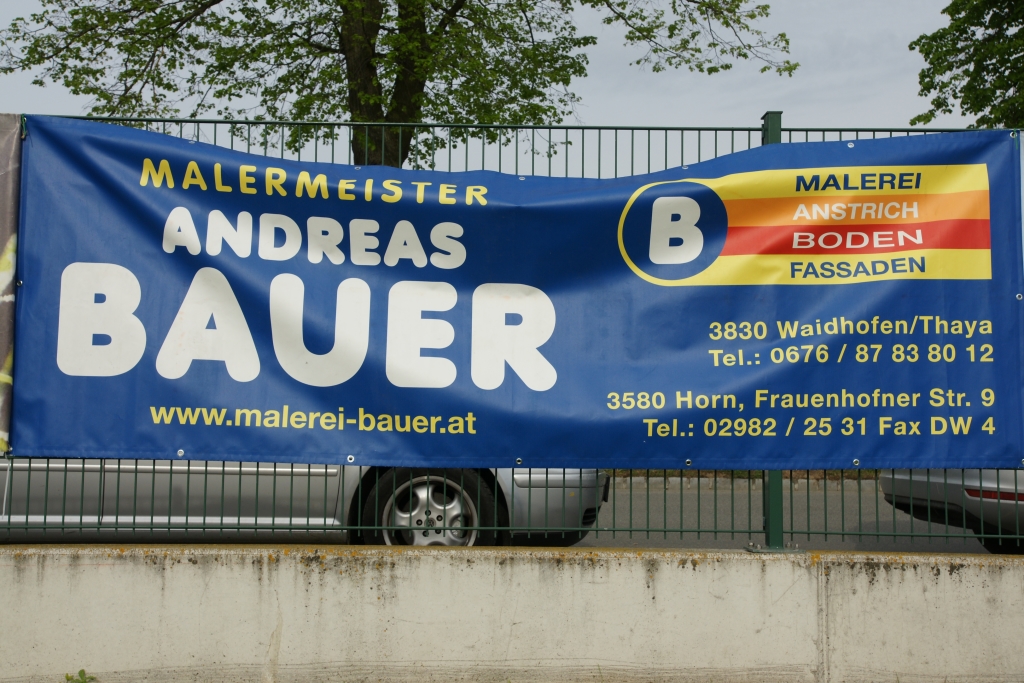 MALERMEISTER
ANDREAS
BAUER
www.malerei-bauer.at
B
MALEREI
ANSTRICH
BODEN
FASSADEN
3830 Waidhofen/Thaya
Tel.: 0676 / 87 83 80 12
3580 Horn, Frauenhofner Str. 9
Tel.: 02982 / 25 31 Fax DW 4